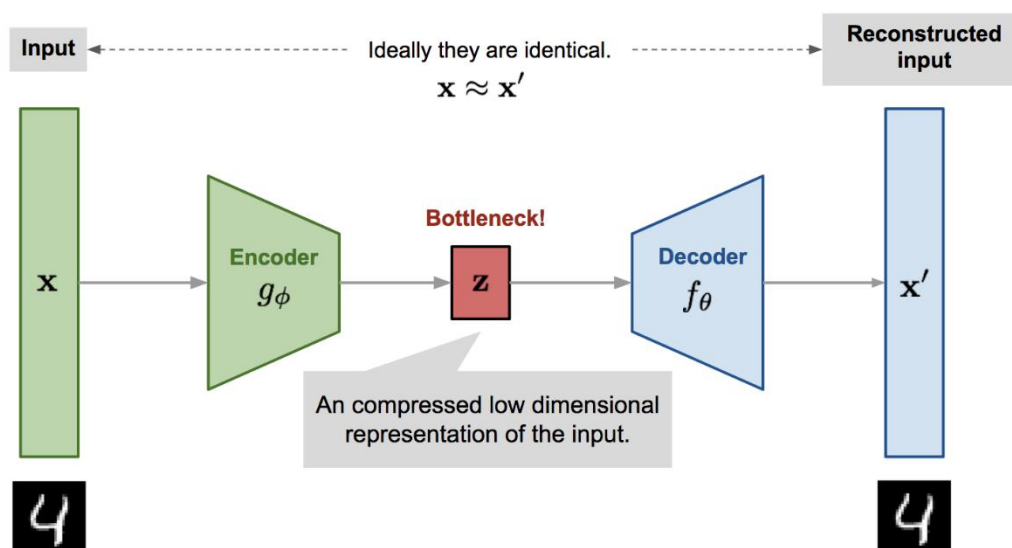 Input
Ideally they are identical.
x ≈ x′
Reconstructed
input
Bottleneck!
x
Encoder
gϕ
z
Decoder
fθ
x′
An compressed low dimensional
representation of the input.
4
4